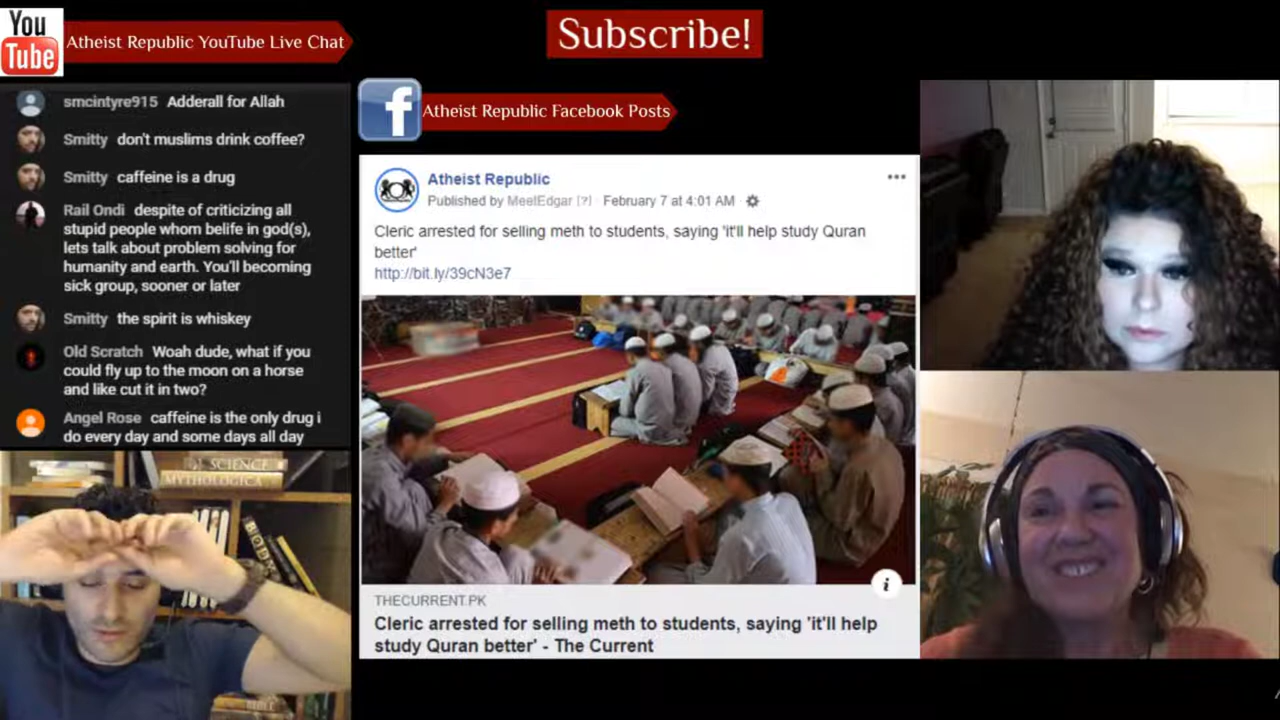 You
Tube
Atheist Republic YouTube Live Chat
Subscribe!
smcintyre915 Adderall for Allah
Smitty don't muslims drink coffee?
Smitty caffeine is a drug
Rail Ondi despite of criticizing all
stupid people whom belife in god(s),
lets talk about problem solving for
humanity and earth. You'll becoming
sick group, sooner or later
Smitty the spirit is whiskey
Old Scratch Woah dude, what if you
could fly up to the moon on a horse
and like cut it in two?
Angel Rose caffeine is the only drug i
do every day and some days all day
f
Atheist Republic Facebook Posts
Atheist Republic
Published by MeetEdgar [?] · February 7 at 4:01 AM ·
Cleric arrested for selling meth to students, saying 'it'll help study Quran
better'
http://bit.ly/39cN3e7
i
THECURRENT.PK
Cleric arrested for selling meth to students, saying 'it'll help
study Quran better' - The Current
SCIENCE
MYTHOLOGICA
BIBLE